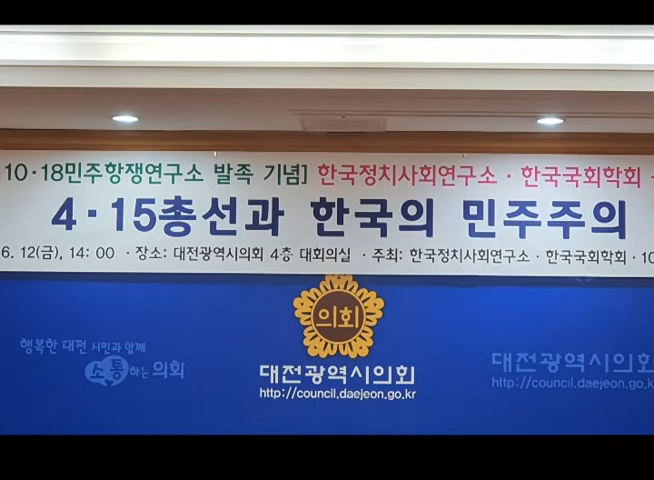 10·18민주항쟁연구소 발족 기념] 한국정치사회연구소 · 한국국회학회
4·15총선과 한국의 민주주의
6. 12(금), 14: 00 · 장소: 대전광역시의회 4층 대회의실 · 주최: 한국정치사회연구소 · 한국국회학회 · 10
의회
행복한 대전 시민과 함께
소통하는 의회
대전광역시의회
http://council.daejeon.go.kr
대전광역시의회
http://council.daejeon.go.k